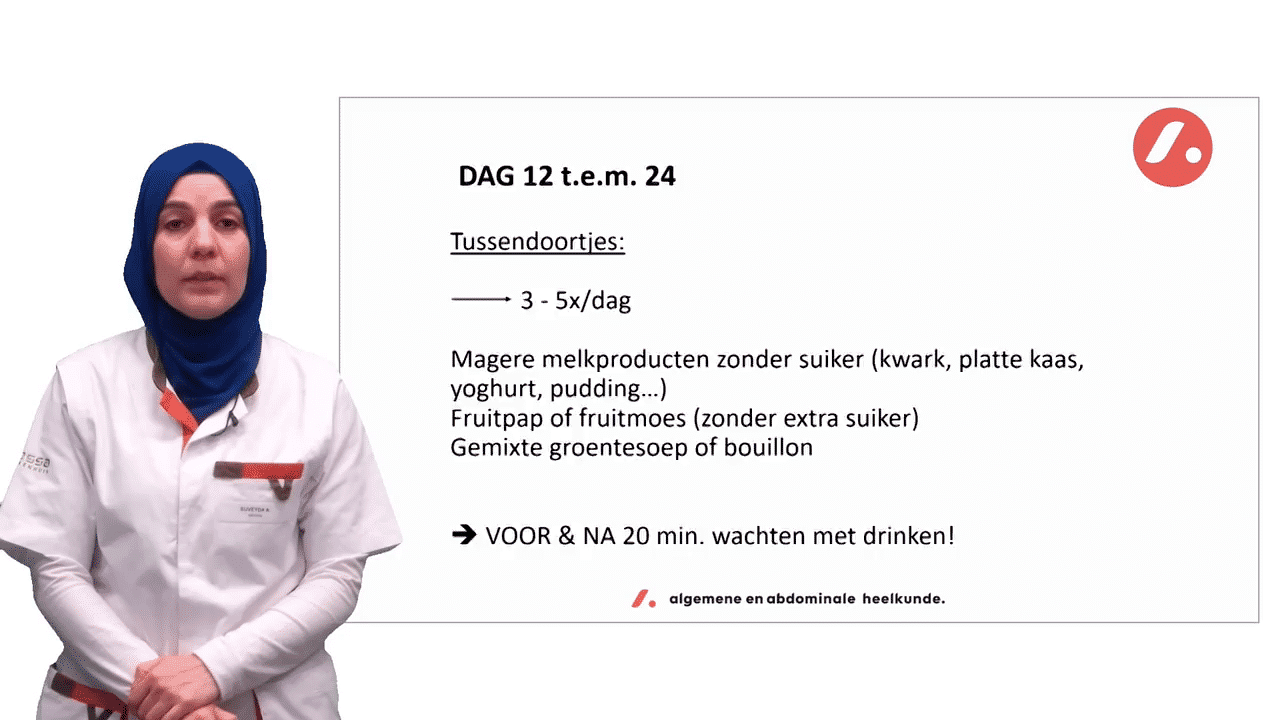 DAG 12 t.e.m. 24
Tussendoortjes:
3 - 5x/dag
Magere melkproducten zonder suiker (kwark, platte kaas,
yoghurt, pudding…)
Fruitpap of fruitmoes (zonder extra suiker)
Gemixte groentesoep of bouillon
➔ VOOR & NA 20 min. wachten met drinken!
algemene en abdominale heelkunde.